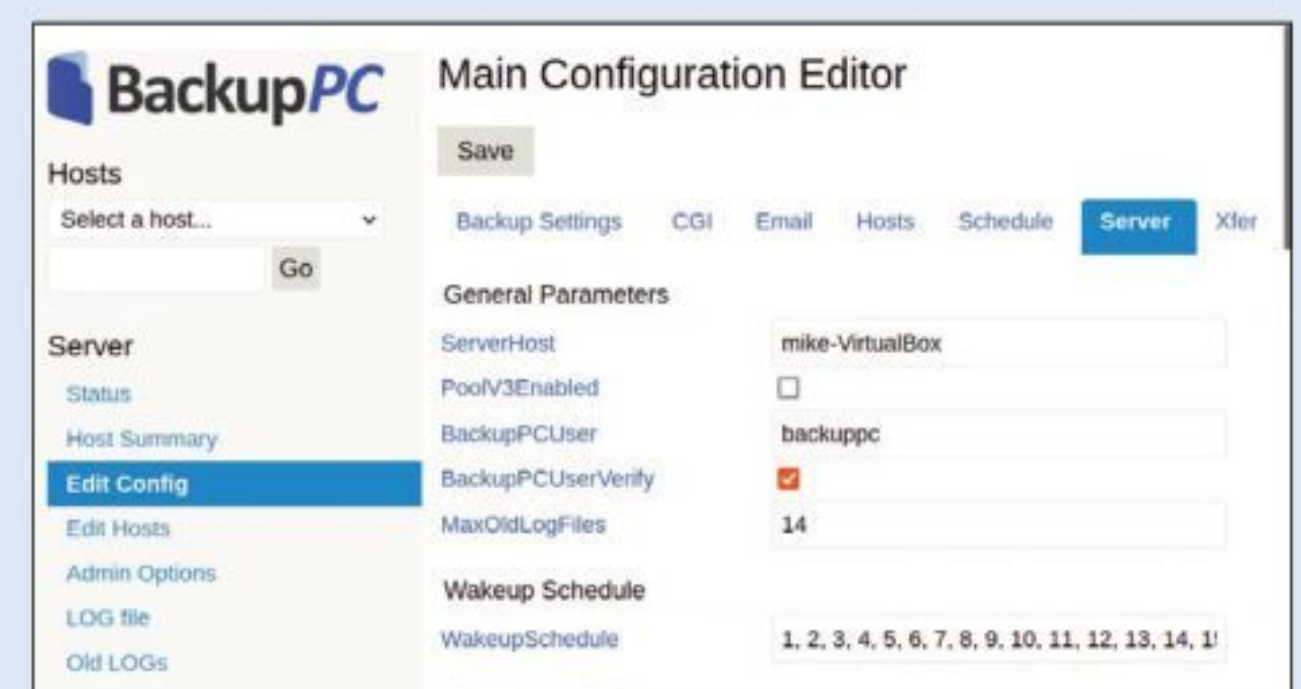 BackupPC
Hosts
Select a host...
Go
Server
Status
Host Summary
Edit Config
Edit Hosts
Admin Options
LOG file
Old LOGs
Main Configuration Editor
Save
Backup Settings CGI Email Hosts Schedule Server Xfer
General Parameters
ServerHost mike-VirtualBox
PoolV3Enabled
BackupPCUser backuppc
BackupPCUserVerify
MaxOldLogFiles 14
Wakeup Schedule
WakeupSchedule 1, 2, 3, 4, 5, 6, 7, 8, 9, 10, 11, 12, 13, 14,